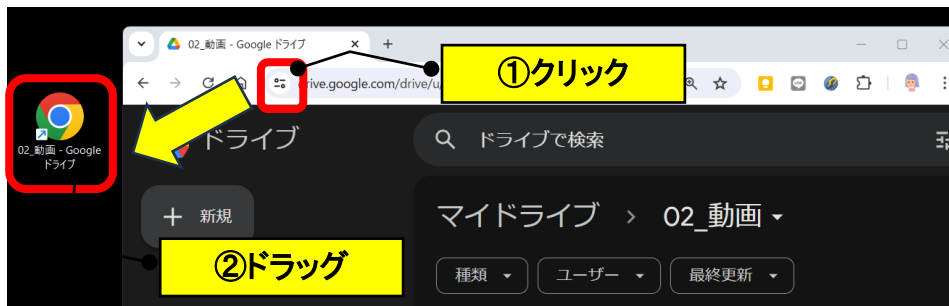 02_動画 - Google ドライブ
drive.google.com/drive/u
①クリック
02_動画 - Google
ドライブ
ドライブ
ドライブで検索
新規
マイドライブ > 02_動画
②ドラッグ
種類
ユーザー
最終更新